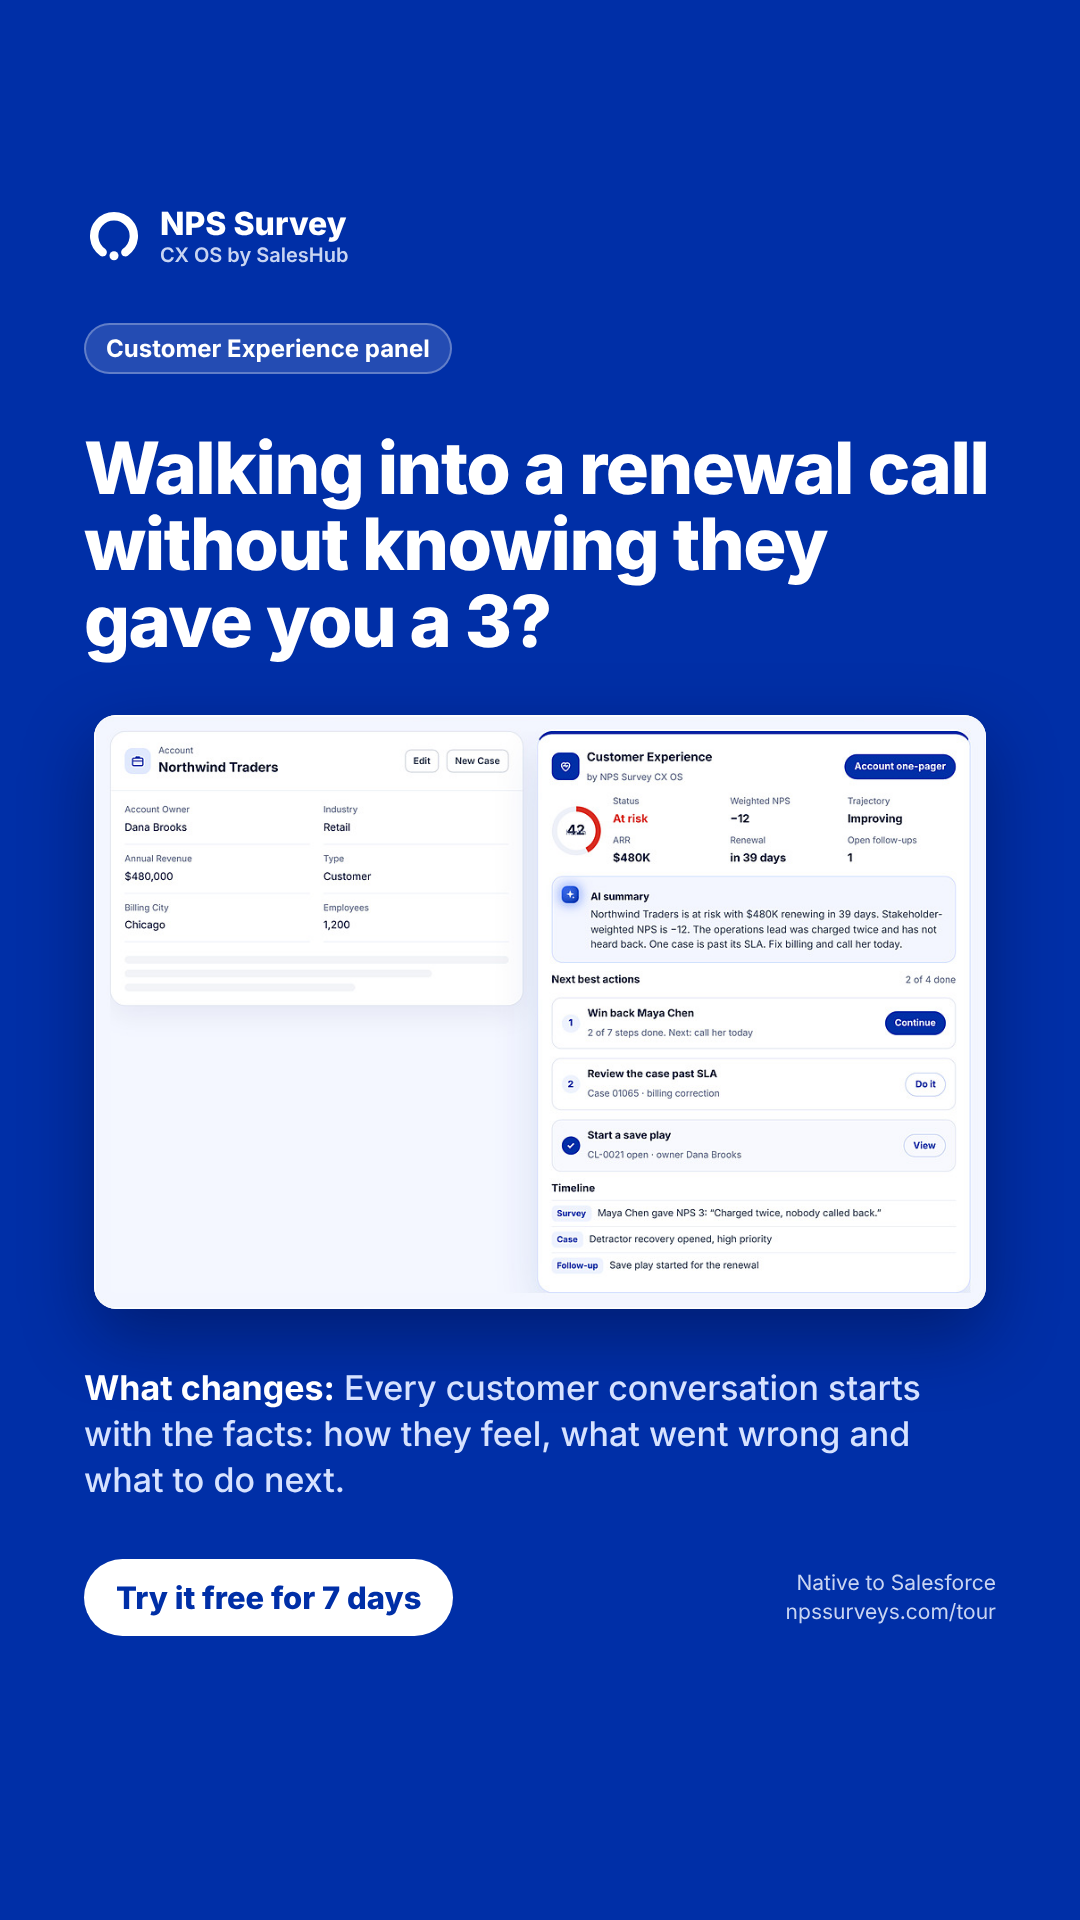 NPS Survey
CX OS by SalesHub
Customer Experience panel
Walking into a renewal call
without knowing they
gave you a 3?
Account
Northwind Traders
Edit
New Case
Account Owner
Industry
Dana Brooks
Retail
Annual Revenue
Type
$480,000
Customer
Billing City
Employees
Chicago
1,200
Customer Experience
by NPS Survey CX OS
Account one-pager
Status
Weighted NPS
Trajectory
At risk
−12
Improving
42
ARR
Renewal
Open follow-ups
$480K
in 39 days
1
AI summary
Northwind Traders is at risk with $480K renewing in 39 days. Stakeholder-
weighted NPS is −12. The operations lead was charged twice and has not
heard back. One case is past its SLA. Fix billing and call her today.
Next best actions
2 of 4 done
1
Win back Maya Chen
2 of 7 steps done. Next: call her today
Continue
2
Review the case past SLA
Case 01065 · billing correction
Do it
Start a save play
CL-0021 open · owner Dana Brooks
View
Timeline
Survey Maya Chen gave NPS 3: “Charged twice, nobody called back.”
Case Detractor recovery opened, high priority
Follow-up Save play started for the renewal
What changes: Every customer conversation starts
with the facts: how they feel, what went wrong and
what to do next.
Try it free for 7 days
Native to Salesforce
npssurveys.com/tour